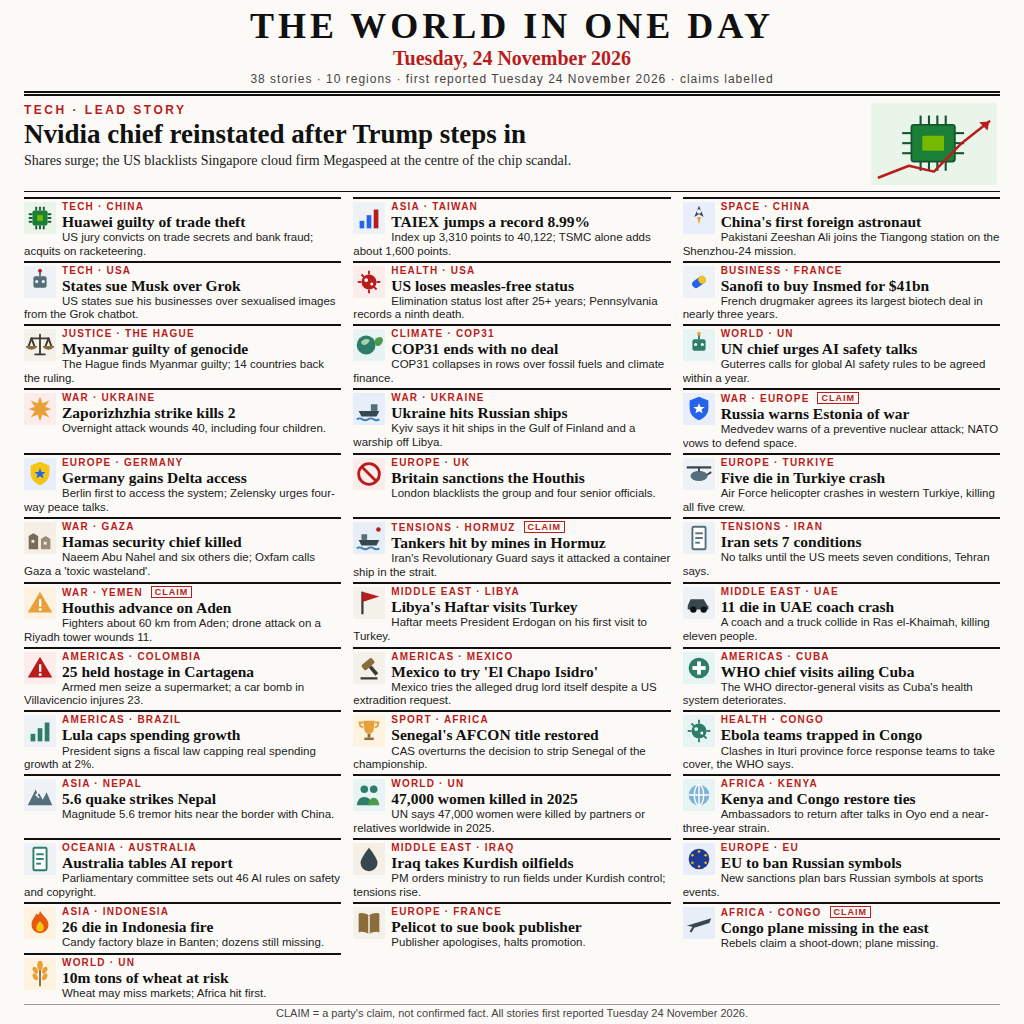 THE WORLD IN ONE DAY
Tuesday, 24 November 2026
38 stories · 10 regions · first reported Tuesday 24 November 2026 · claims labelled
TECH · LEAD STORY
Nvidia chief reinstated after Trump steps in
Shares surge; the US blacklists Singapore cloud firm Megaspeed at the centre of the chip scandal.
TECH · CHINA
Huawei guilty of trade theft
US jury convicts on trade secrets and bank fraud;
acquits on racketeering.
ASIA · TAIWAN
TAIEX jumps a record 8.99%
Index up 3,310 points to 40,122; TSMC alone adds
about 1,600 points.
SPACE · CHINA
China's first foreign astronaut
Pakistani Zeeshan Ali joins the Tiangong station on the
Shenzhou-24 mission.
TECH · USA
States sue Musk over Grok
US states sue his businesses over sexualised images
from the Grok chatbot.
HEALTH · USA
US loses measles-free status
Elimination status lost after 25+ years; Pennsylvania
records a ninth death.
BUSINESS · FRANCE
Sanofi to buy Insmed for $41bn
French drugmaker agrees its largest biotech deal in
nearly three years.
JUSTICE · THE HAGUE
Myanmar guilty of genocide
The Hague finds Myanmar guilty; 14 countries back
the ruling.
CLIMATE · COP31
COP31 ends with no deal
COP31 collapses in rows over fossil fuels and climate
finance.
WORLD · UN
UN chief urges AI safety talks
Guterres calls for global AI safety rules to be agreed
within a year.
WAR · UKRAINE
Zaporizhzhia strike kills 2
Overnight attack wounds 40, including four children.
WAR · UKRAINE
Ukraine hits Russian ships
Kyiv says it hit ships in the Gulf of Finland and a
warship off Libya.
WAR · EUROPE CLAIM
Russia warns Estonia of war
Medvedev warns of a preventive nuclear attack; NATO
vows to defend space.
EUROPE · GERMANY
Germany gains Delta access
Berlin first to access the system; Zelensky urges four-
way peace talks.
EUROPE · UK
Britain sanctions the Houthis
London blacklists the group and four senior officials.
EUROPE · TURKIYE
Five die in Turkiye crash
Air Force helicopter crashes in western Turkiye, killing
all five crew.
WAR · GAZA
Hamas security chief killed
Naeem Abu Nahel and six others die; Oxfam calls
Gaza a 'toxic wasteland'.
TENSIONS · HORMUZ CLAIM
Tankers hit by mines in Hormuz
Iran's Revolutionary Guard says it attacked a container
ship in the strait.
TENSIONS · IRAN
Iran sets 7 conditions
No talks until the US meets seven conditions, Tehran
says.
WAR · YEMEN CLAIM
Houthis advance on Aden
Fighters about 60 km from Aden; drone attack on a
Riyadh tower wounds 11.
MIDDLE EAST · LIBYA
Libya's Haftar visits Turkey
Haftar meets President Erdogan on his first visit to
Turkey.
MIDDLE EAST · UAE
11 die in UAE coach crash
A coach and a truck collide in Ras el-Khaimah, killing
eleven people.
AMERICAS · COLOMBIA
25 held hostage in Cartagena
Armed men seize a supermarket; a car bomb in
Villavicencio injures 23.
AMERICAS · MEXICO
Mexico to try 'El Chapo Isidro'
Mexico tries the alleged drug lord itself despite a US
extradition request.
AMERICAS · CUBA
WHO chief visits ailing Cuba
The WHO director-general visits as Cuba's health
system deteriorates.
AMERICAS · BRAZIL
Lula caps spending growth
President signs a fiscal law capping real spending
growth at 2%.
SPORT · AFRICA
Senegal's AFCON title restored
CAS overturns the decision to strip Senegal of the
championship.
HEALTH · CONGO
Ebola teams trapped in Congo
Clashes in Ituri province force response teams to take
cover, the WHO says.
ASIA · NEPAL
5.6 quake strikes Nepal
Magnitude 5.6 tremor hits near the border with China.
WORLD · UN
47,000 women killed in 2025
UN says 47,000 women were killed by partners or
relatives worldwide in 2025.
AFRICA · KENYA
Kenya and Congo restore ties
Ambassadors to return after talks in Oyo end a near-
three-year strain.
OCEANIA · AUSTRALIA
Australia tables AI report
Parliamentary committee sets out 46 AI rules on safety
and copyright.
MIDDLE EAST · IRAQ
Iraq takes Kurdish oilfields
PM orders ministry to run fields under Kurdish control;
tensions rise.
EUROPE · EU
EU to ban Russian symbols
New sanctions plan bars Russian symbols at sports
events.
ASIA · INDONESIA
26 die in Indonesia fire
Candy factory blaze in Banten; dozens still missing.
EUROPE · FRANCE
Pelicot to sue book publisher
Publisher apologises, halts promotion.
AFRICA · CONGO CLAIM
Congo plane missing in the east
Rebels claim a shoot-down; plane missing.
WORLD · UN
10m tons of wheat at risk
Wheat may miss markets; Africa hit first.
CLAIM = a party's claim, not confirmed fact. All stories first reported Tuesday 24 November 2026.